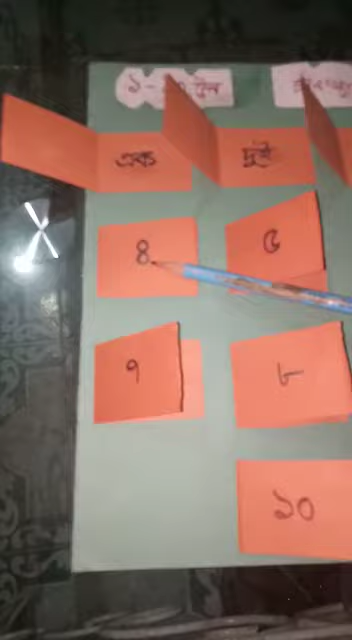 এক দুই
৪ ৫
৭ ৮
১০